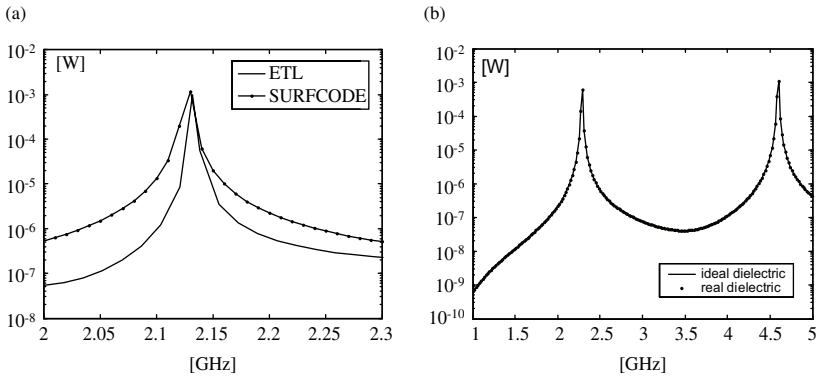 (a)
[W]
ETL
SURFCODE
10-2
10-3
10-4
10-5
10-6
10-7
10-8
2 2.05 2.1 2.15 2.2 2.25 2.3
[GHz]
(b)
[W]
10-2
10-3
10-4
10-5
10-6
10-7
10-8
10-9
10-10
ideal dielectric
real dielectric
1 1.5 2 2.5 3 3.5 4 4.5 5
[GHz]